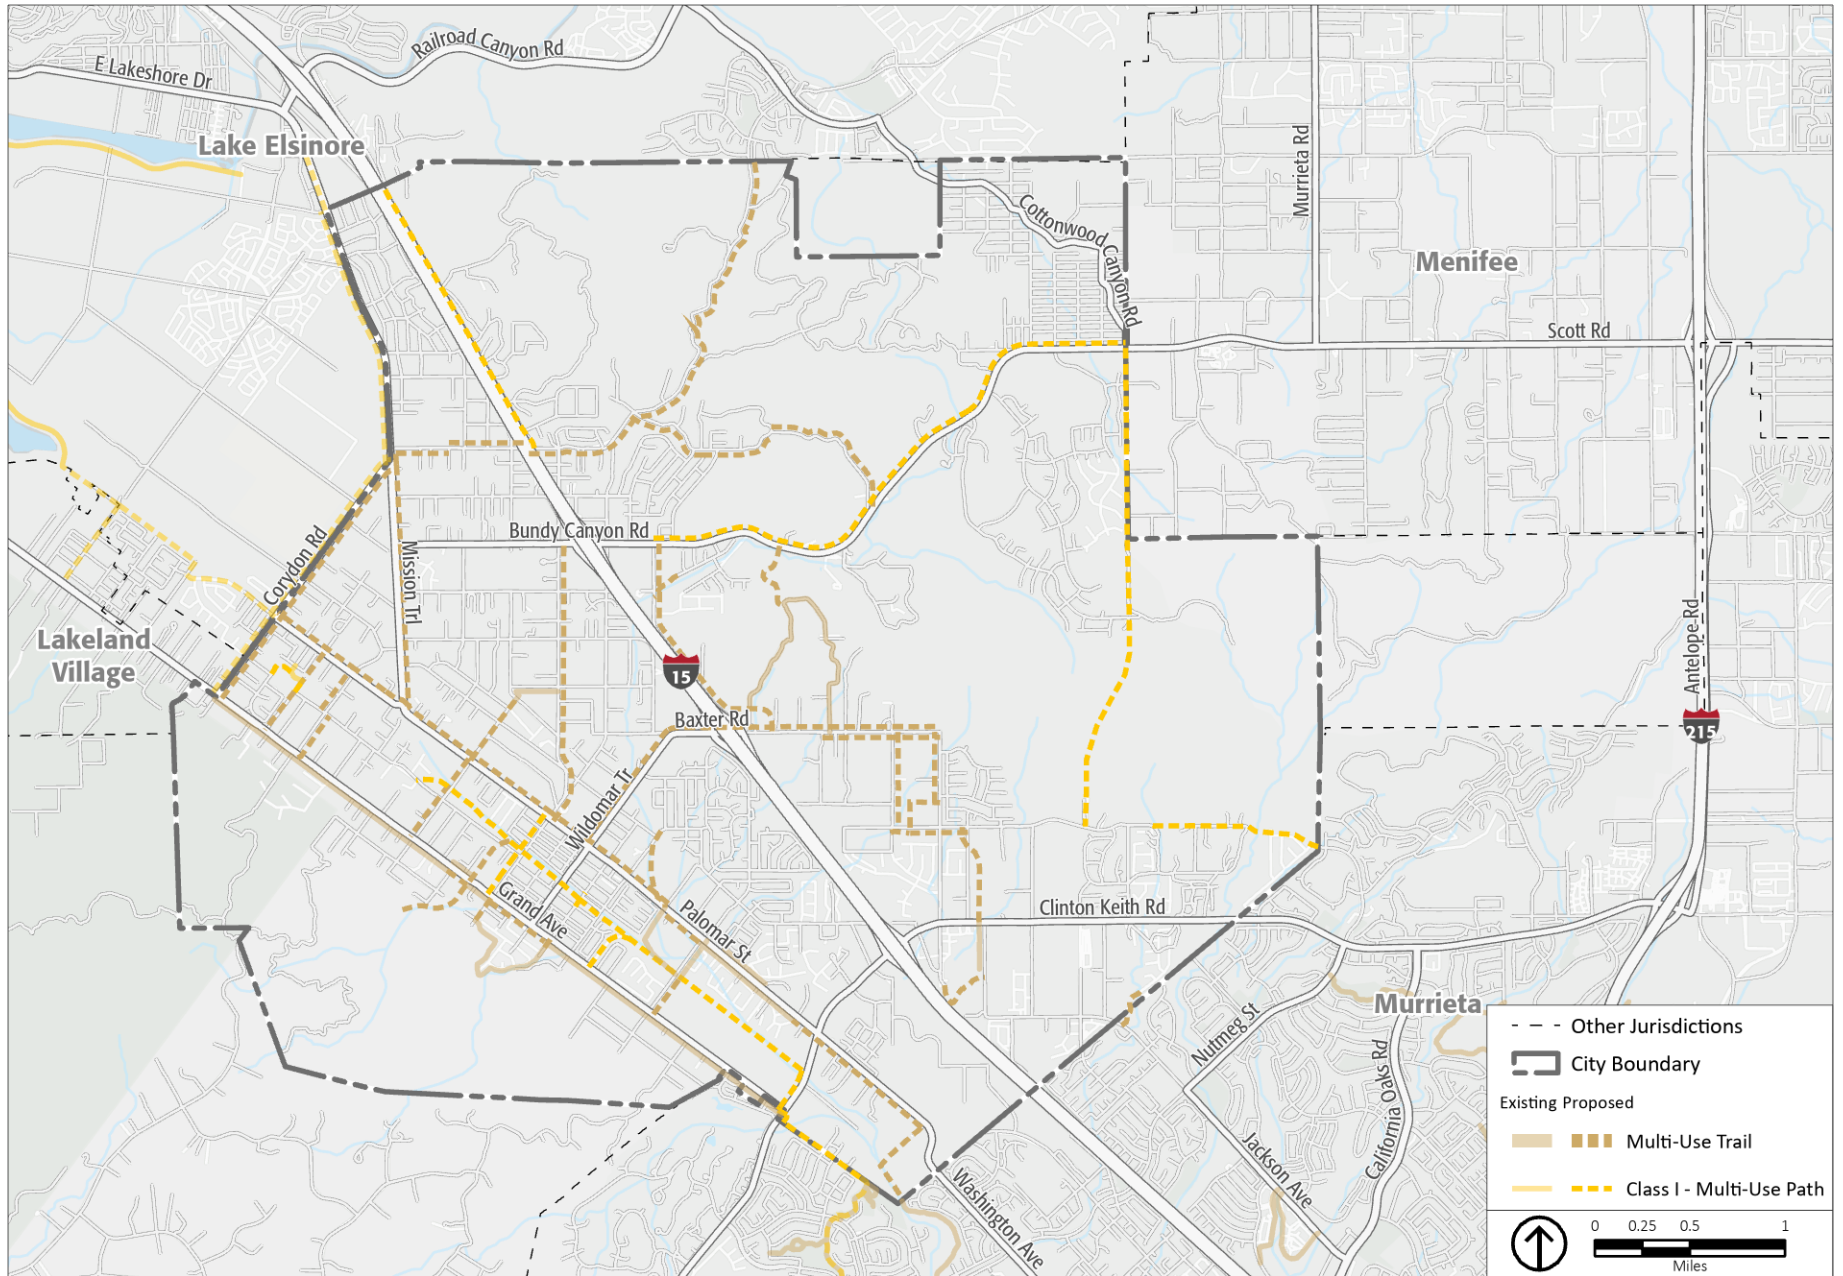 Railroad Canyon Rd
E Lakeshore Dr
Lake Elsinore
Murrieta Rd
Cottonwood Canyon Rd
Menifee
Scott Rd
Bundy Canyon Rd
Corydon Rd
Mission Trl
Lakeland
Village
15
Antelope Rd
215
Baxter Rd
Wildomar Tr
Grand Ave
Palomar St
Clinton Keith Rd
Murrieta
Nutmeg St
California Oaks Rd
Jackson Ave
Washington Ave
Other Jurisdictions
City Boundary
Existing Proposed
Multi-Use Trail
Class I - Multi-Use Path
0 0.25 0.5 1
Miles